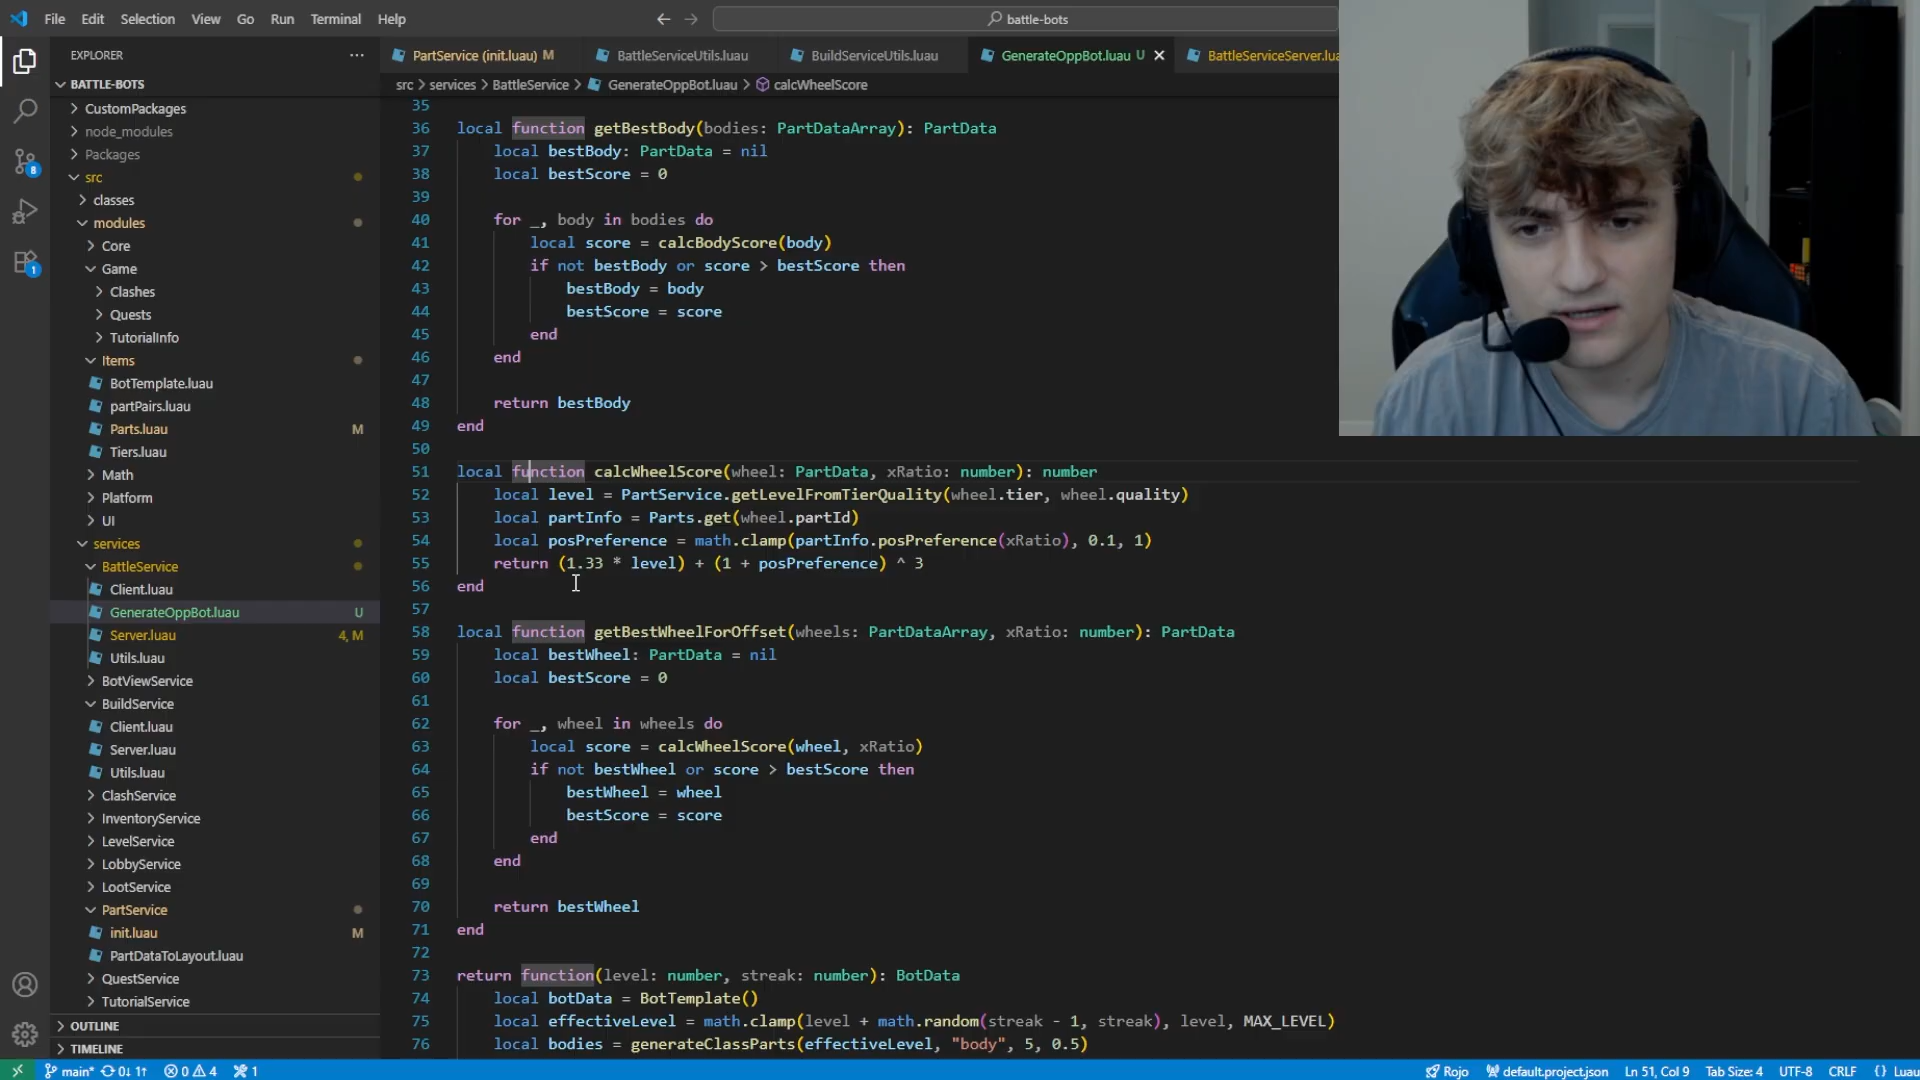 File Edit Selection View Go Run Terminal Help
battle-bots
EXPLORER
PartService (init.luau) M
BattleServiceUtils.luau
BuildServiceUtils.luau
GenerateOppBot.luau U
BattleServiceServer.lua
src > services > BattleService > GenerateOppBot.luau > calcWheelScore
BATTLE-BOTS
CustomPackages
node_modules
Packages
src
classes
modules
Core
Game
Clashes
Quests
TutorialInfo
Items
BotTemplate.luau
partPairs.luau
Parts.luau M
Tiers.luau
Math
Platform
UI
services
BattleService
Client.luau
GenerateOppBot.luau U
Server.luau 4, M
Utils.luau
BotViewService
BuildService
Client.luau
Server.luau
Utils.luau
ClashService
InventoryService
LevelService
LobbyService
LootService
PartService
init.luau M
PartDataToLayout.luau
QuestService
TutorialService
OUTLINE
TIMELINE
8
1
35
36 local function getBestBody(bodies: PartDataArray): PartData
37 local bestBody: PartData = nil
38 local bestScore = 0
39
40 for _, body in bodies do
41 local score = calcBodyScore(body)
42 if not bestBody or score > bestScore then
43 bestBody = body
44 bestScore = score
45 end
46 end
47
48 return bestBody
49 end
50
51 local function calcWheelScore(wheel: PartData, xRatio: number): number
52 local level = PartService.getLevelFromTierQuality(wheel.tier, wheel.quality)
53 local partInfo = Parts.get(wheel.partId)
54 local posPreference = math.clamp(partInfo.posPreference(xRatio), 0.1, 1)
55 return (1.33 * level) + (1 + posPreference) ^ 3
56 end
57
58 local function getBestWheelForOffset(wheels: PartDataArray, xRatio: number): PartData
59 local bestWheel: PartData = nil
60 local bestScore = 0
61
62 for _, wheel in wheels do
63 local score = calcWheelScore(wheel, xRatio)
64 if not bestWheel or score > bestScore then
65 bestWheel = wheel
66 bestScore = score
67 end
68 end
69
70 return bestWheel
71 end
72
73 return function(level: number, streak: number): BotData
74 local botData = BotTemplate()
75 local effectiveLevel = math.clamp(level + math.random(streak - 1, streak), level, MAX_LEVEL)
76 local bodies = generateClassParts(effectiveLevel, "body", 5, 0.5)
main* 0↓ 1↑ 0 4 1 Rojo default.project.json Ln 51, Col 9 Tab Size: 4 UTF-8 CRLF {} Luau